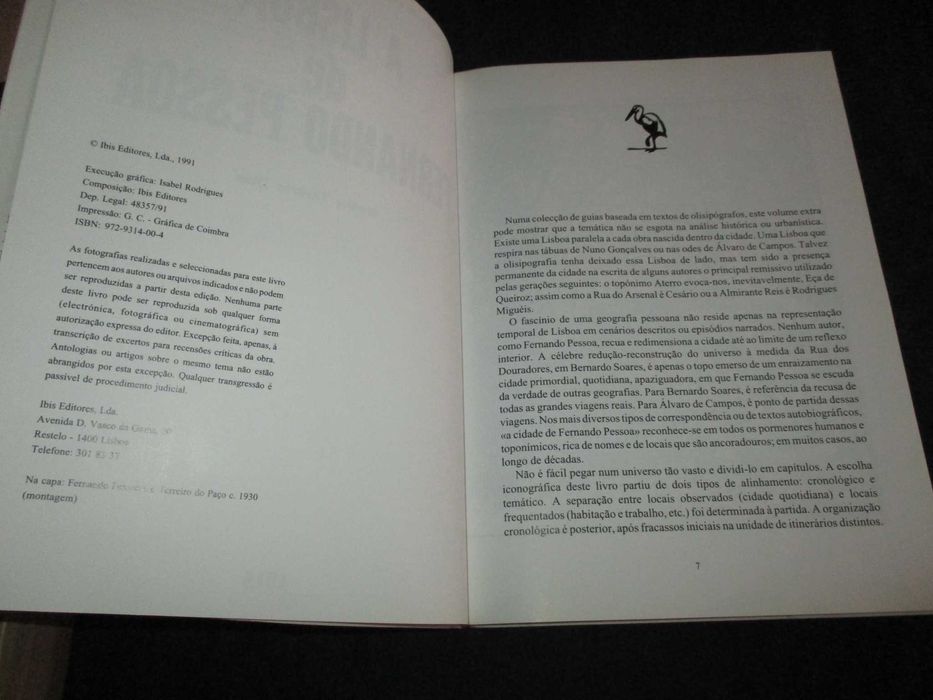 © Ibis Editores, Lda., 1991
Execução gráfica: Isabel Rodrigues
Composição: Ibis Editores
Dep. Legal: 48357/91
Impressão: G. C. - Gráfica de Coimbra
ISBN: 972-9314-00-4
As fotografias realizadas e seleccionadas para este livro
pertencem aos autores ou arquivos indicados e não podem
ser reproduzidas a partir desta edição. Nenhuma parte
deste livro pode ser reproduzida sob qualquer forma
(electrónica, fotográfica ou cinematográfica) sem
autorização expressa do editor. Excepção feita, apenas, à
transcrição de excertos para recensões críticas da obra.
Antologias ou artigos sobre o mesmo tema não estão
abrangidos por esta excepção. Qualquer transgressão é
passível de procedimento judicial.
Ibis Editores, Lda.
Avenida D. Vasco da Gama,
Restelo - 1400 Lisboa
Telefone: 301
Na capa: Fernando Terreiro do Paço c. 1930
(montagem)
Numa colecção de guias baseada em textos de olisipógrafos, este volume extra
pode mostrar que a temática não se esgota na análise histórica ou urbanística.
Existe uma Lisboa paralela a cada obra nascida dentro da cidade. Uma Lisboa que
respira nas tábuas de Nuno Gonçalves ou nas odes de Álvaro de Campos. Talvez
a olisipografia tenha deixado essa Lisboa de lado, mas tem sido a presença
permanente da cidade na escrita de alguns autores o principal remissivo utilizado
pelas gerações seguintes: o topónimo Aterro evoca-nos, inevitavelmente, Eça de
Queiroz; assim como a Rua do Arsenal é Cesário ou a Almirante Reis é Rodrigues
Miguéis.
O fascínio de uma geografia pessoana não reside apenas na representação
temporal de Lisboa em cenários descritos ou episódios narrados. Nenhum autor,
como Fernando Pessoa, recua e redimensiona a cidade até ao limite de um reflexo
interior. A célebre redução-reconstrução do universo à medida da Rua dos
Douradores, em Bernardo Soares, é apenas o topo emerso de um enraizamento na
cidade primordial, quotidiana, apaziguadora, em que Fernando Pessoa se escuda
da verdade de outras geografias. Para Bernardo Soares, é referência da recusa de
todas as grandes viagens reais. Para Álvaro de Campos, é ponto de partida dessas
viagens. Nos mais diversos tipos de correspondência ou de textos autobiográficos,
«a cidade de Fernando Pessoa» reconhece-se em todos os pormenores humanos e
toponímicos, rica de nomes e de locais que são ancoradouros; em muitos casos, ao
longo de décadas.
Não é fácil pegar num universo tão vasto e dividi-lo em capítulos. A escolha
iconográfica deste livro partiu de dois tipos de alinhamento: cronológico e
temático. A separação entre locais observados (cidade quotidiana) e locais
frequentados (habitação e trabalho, etc.) foi determinada à partida. A organização
cronológica é posterior, após fracassos iniciais na unidade de itinerários distintos.
7